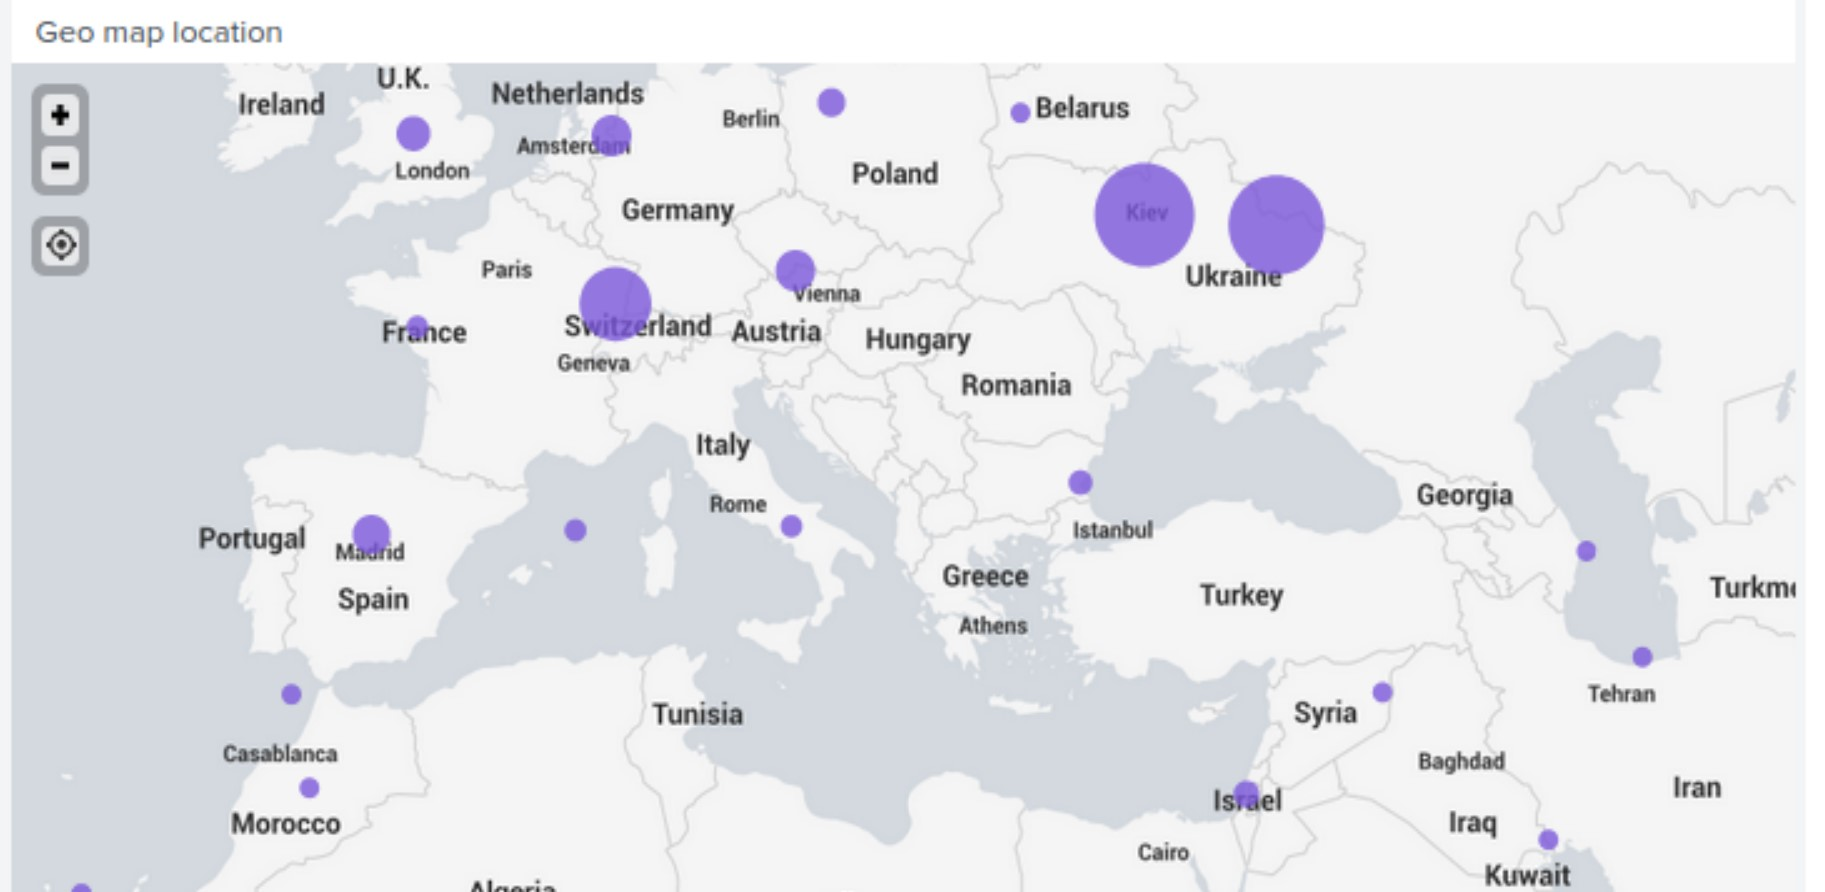 Geo map location
U.K.
Ireland
Netherlands
Berlin
Belarus
Amsterdam
London
Poland
Germany
Kiev
Paris
Ukraine
Vienna
France
Switzerland
Austria
Hungary
Geneva
Romania
Italy
Rome
Georgia
Portugal
Madrid
Istanbul
Spain
Greece
Turkey
Turkme
Athens
Tehran
Tunisia
Syria
Casablanca
Baghdad
Iran
Israel
Morocco
Iraq
Cairo
Kuwait
Algeria